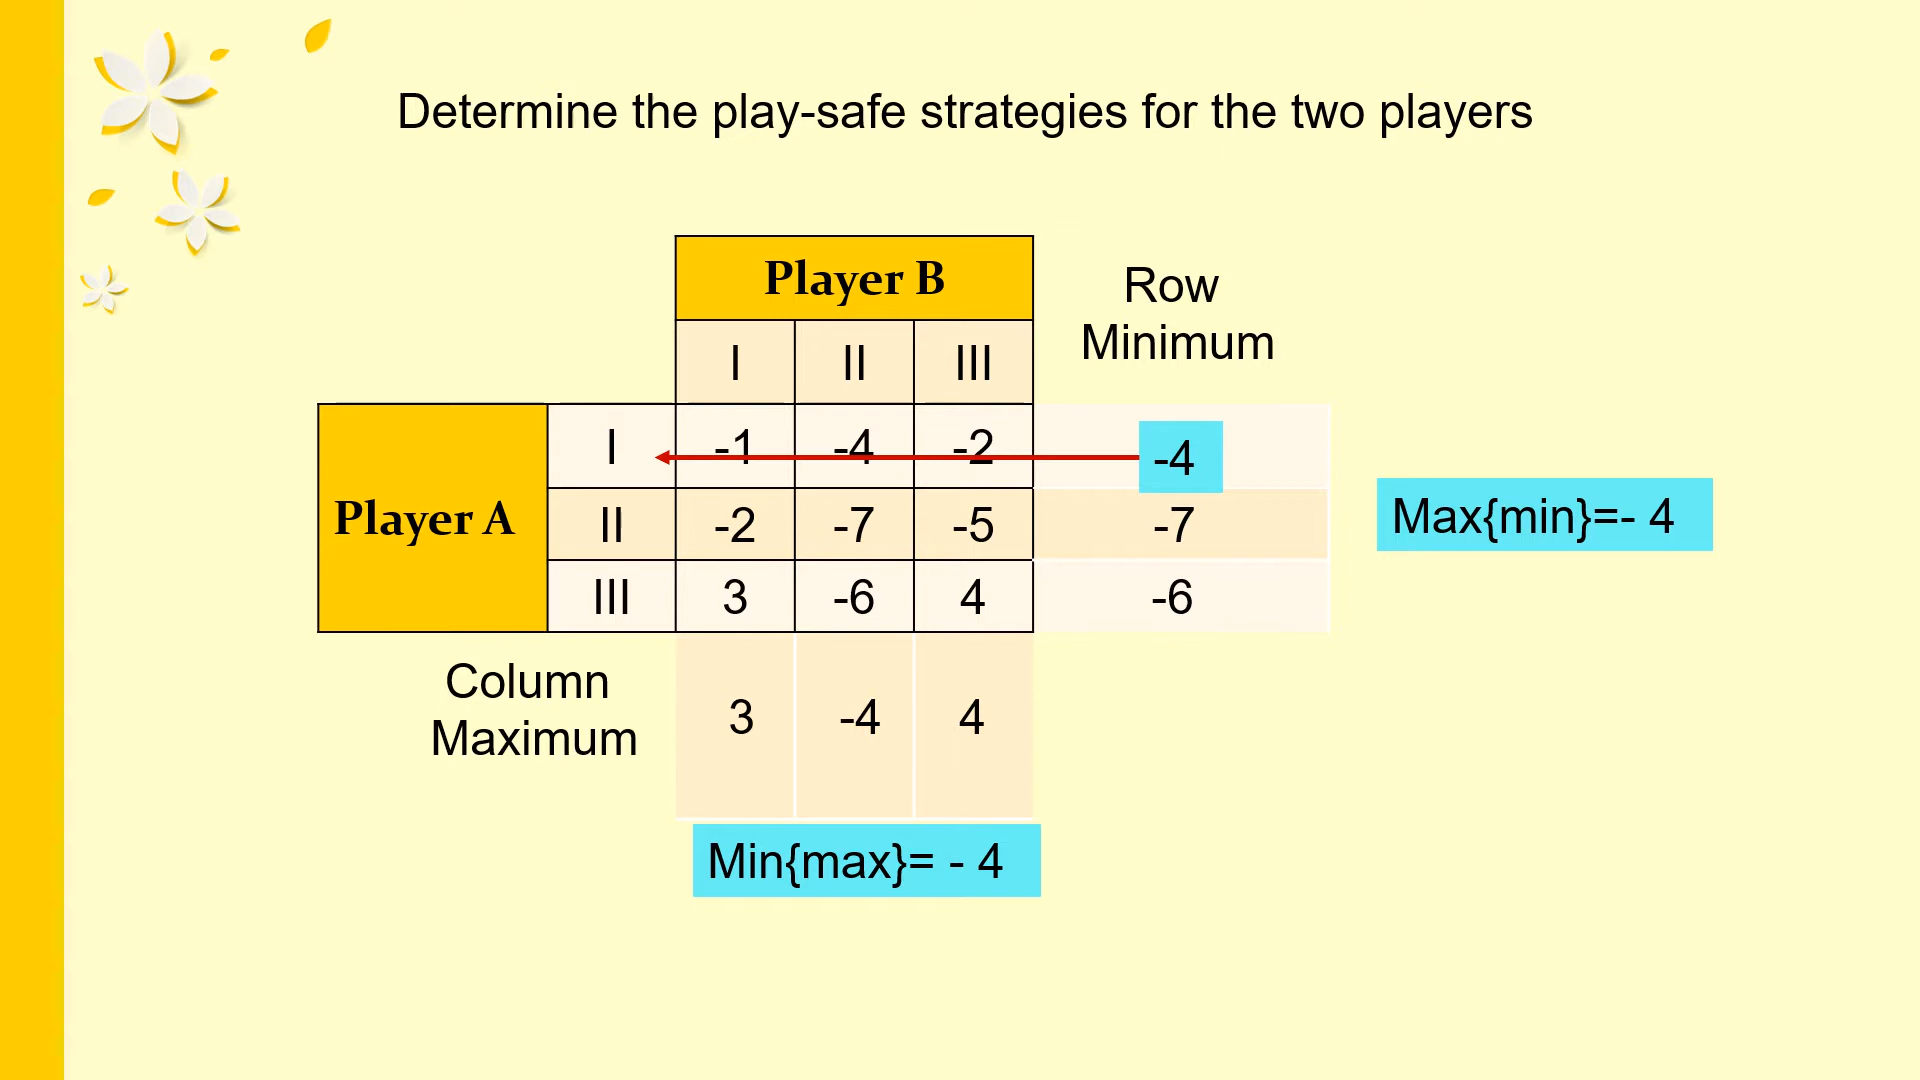 Determine the play-safe strategies for the two players
Player B
Row
Minimum
I II III
Player A
I -1 -4 -2 -4
II -2 -7 -5 -7
III 3 -6 4 -6
Max{min}=- 4
Column
Maximum
3 -4 4
Min{max}= - 4